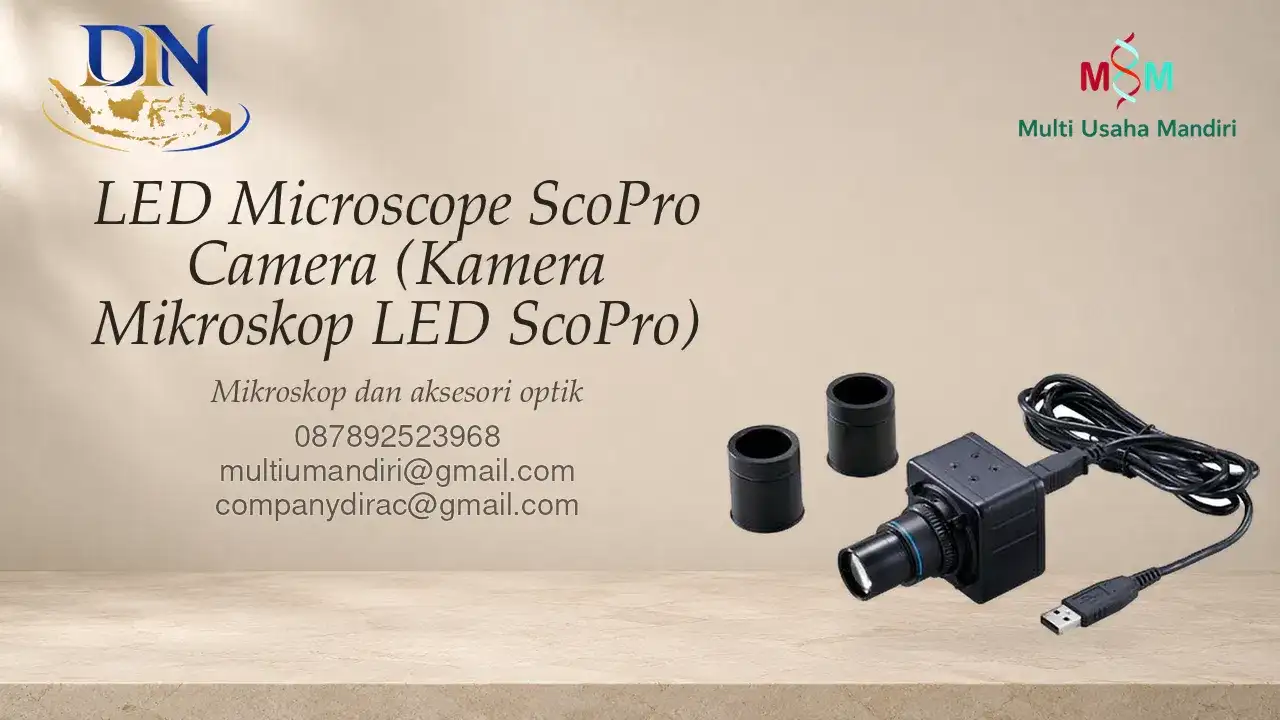 DN
MSM
Multi Usaha Mandiri
LED Microscope ScoPro
Camera (Kamera
Mikroskop LED ScoPro)
Mikroskop dan aksesori optik
087892523968
multiumandiri@gmail.com
companydirac@gmail.com